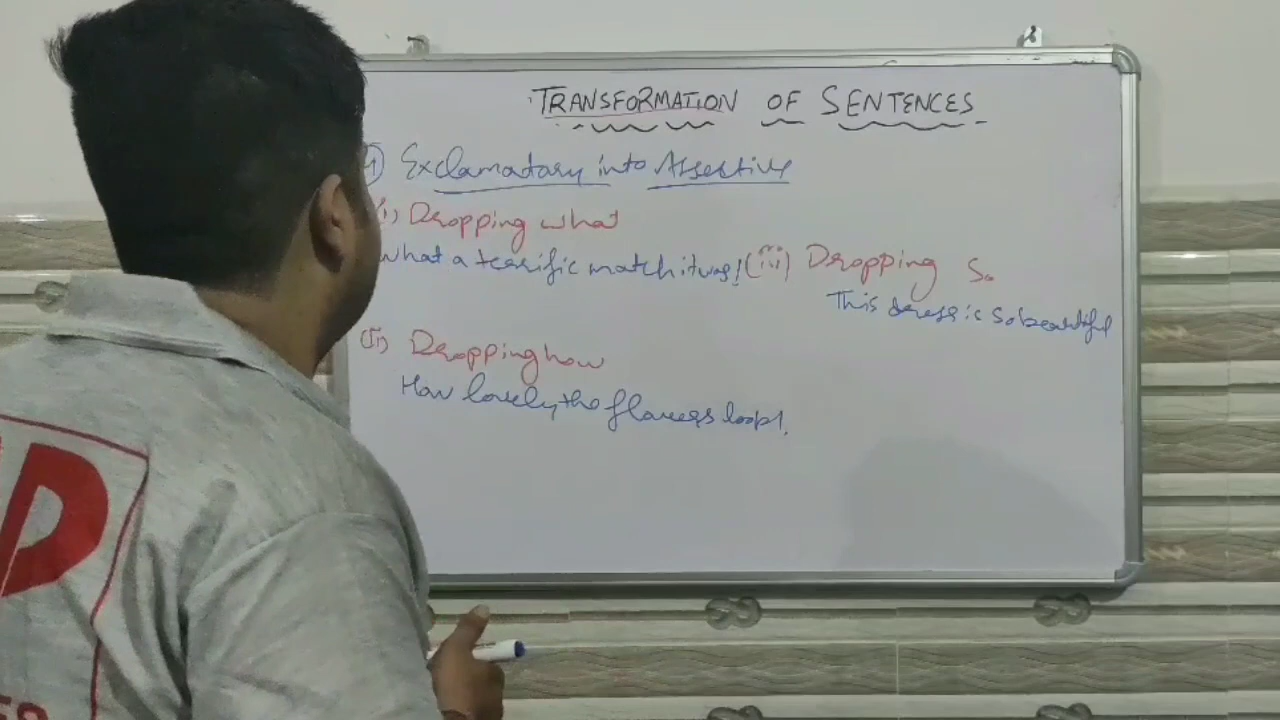 TRANSFORMATION OF SENTENCES
Exclamatory into Assertive
(i) Dropping what
What a terrific match it was!
(ii) Dropping how
How lovely the flowers look!
(iii) Dropping So
This dress is so beautiful
D